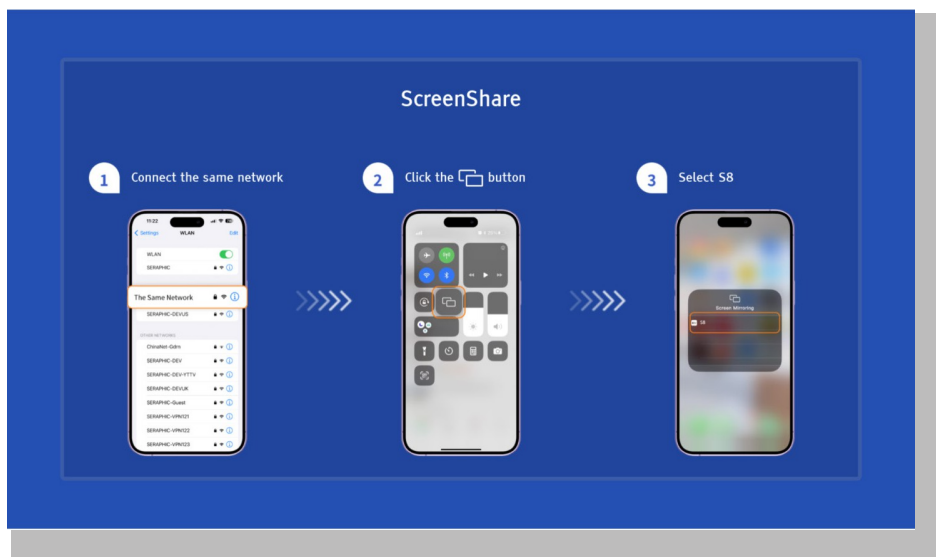 ScreenShare
1 Connect the same network
11:22
Settings WLAN Edit
WLAN
SERAPHIC
The Same Network
SERAPHIC-DEVUS
OTHER NETWORKS
ChinaNet-Gdrn
SERAPHIC-DEV
SERAPHIC-DEV-YTTV
SERAPHIC-DEVUK
SERAPHIC-Guest
SERAPHIC-VPN121
SERAPHIC-VPN122
SERAPHIC-VPN123
2 Click the button
3 Select S8
Screen Mirroring
S8